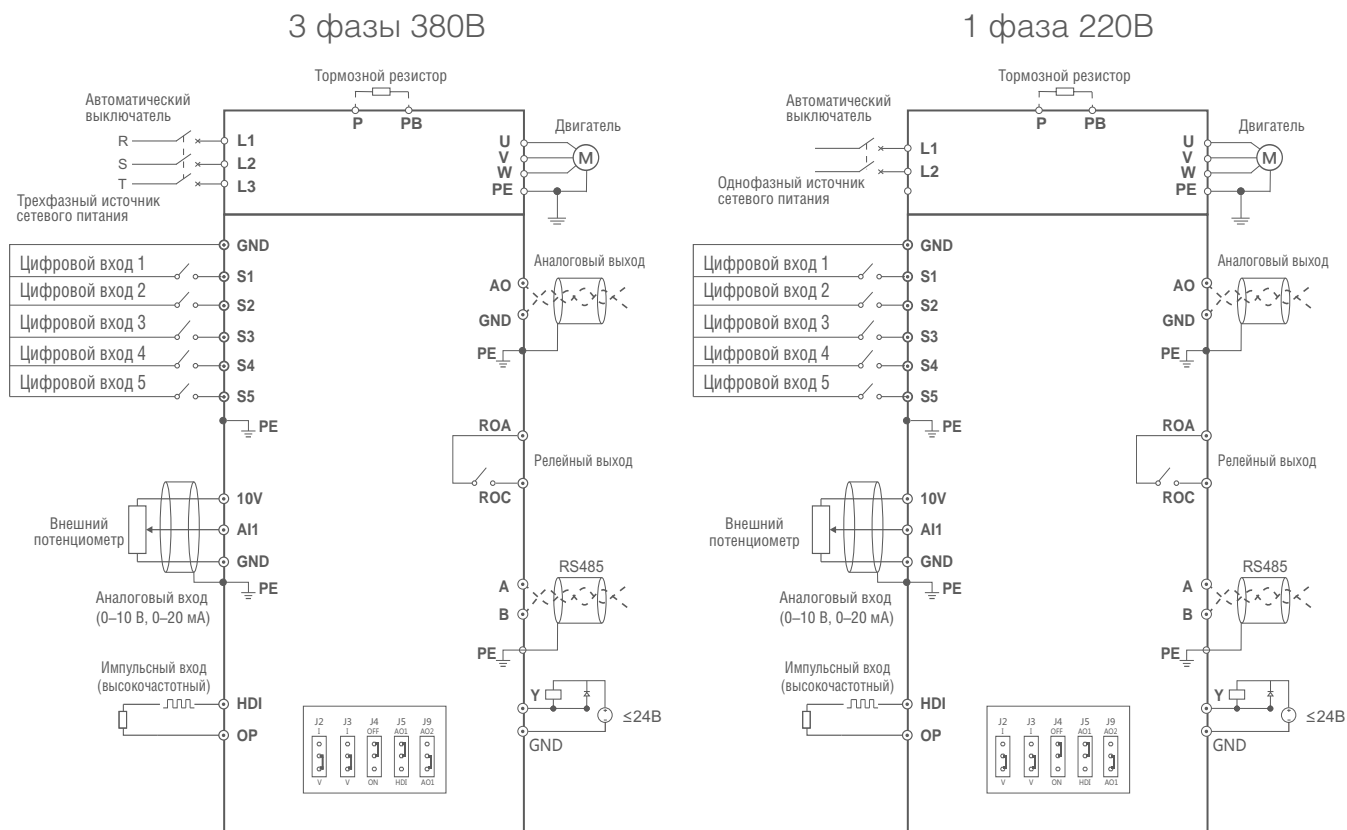 3 фазы 380В
Тормозной резистор
Автоматический
выключатель
P
PB
R
L1
S
L2
T
L3
Трехфазный источник
сетевого питания
U
V
W
PE
Двигатель
M
GND
Цифровой вход 1
S1
Цифровой вход 2
S2
Цифровой вход 3
S3
Цифровой вход 4
S4
Цифровой вход 5
S5
PE
Аналоговый выход
AO
GND
PE
ROA
Релейный выход
ROC
10V
Внешний
потенциометр
AI1
GND
PE
Аналоговый вход
(0–10 В, 0–20 мА)
RS485
A
B
PE
Импульсный вход
(высокочастотный)
HDI
OP
Y
≤24В
GND
J2 J3 J4 J5 J9
I I OFF AO1 AO2
V V ON HDI AO1
1 фаза 220В
Тормозной резистор
Автоматический
выключатель
P
PB
L1
L2
Однофазный источник
сетевого питания
U
V
W
PE
Двигатель
M
GND
Цифровой вход 1
S1
Цифровой вход 2
S2
Цифровой вход 3
S3
Цифровой вход 4
S4
Цифровой вход 5
S5
PE
Аналоговый выход
AO
GND
PE
ROA
Релейный выход
ROC
10V
Внешний
потенциометр
AI1
GND
PE
Аналоговый вход
(0–10 В, 0–20 мА)
RS485
A
B
PE
Импульсный вход
(высокочастотный)
HDI
OP
Y
≤24В
GND
J2 J3 J4 J5 J9
I I OFF AO1 AO2
V V ON HDI AO1